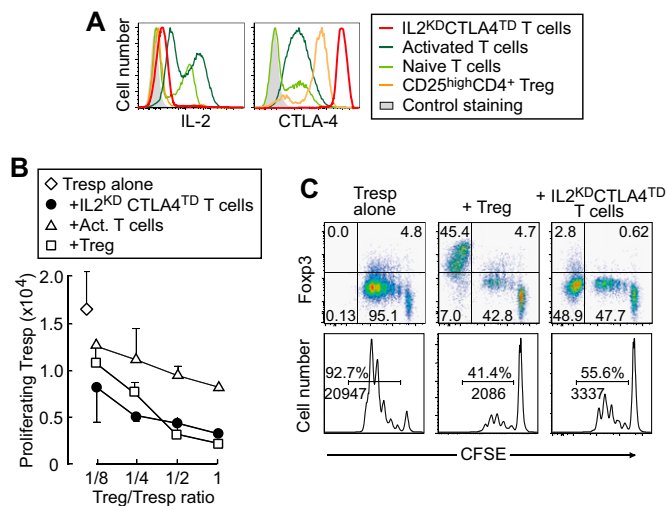 A
Cell number
IL-2
CTLA-4
IL2KDCTLA4TD T cells
Activated T cells
Naive T cells
CD25highCD4+ Treg
Control staining
B
Tresp alone
+IL2KD CTLA4TD T cells
+Act. T cells
+Treg
Proliferating Tresp (x10^4)
2.0
1.5
1.0
0.5
0
1/8 1/4 1/2 1
Treg/Tresp ratio
C
Tresp alone
+ Treg
+ IL2KDCTLA4TD T cells
Foxp3
0.0 4.8
0.13 95.1
45.4 4.7
7.0 42.8
2.8 0.62
48.9 47.7
Cell number
92.7%
20947
41.4%
2086
55.6%
3337
CFSE